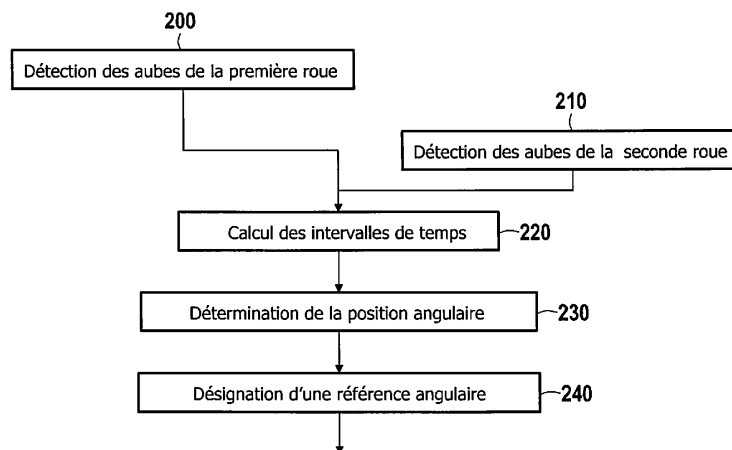 200
Détection des aubes de la première roue
210
Détection des aubes de la seconde roue
Calcul des intervalles de temps
220
Détermination de la position angulaire
230
Désignation d'une référence angulaire
240